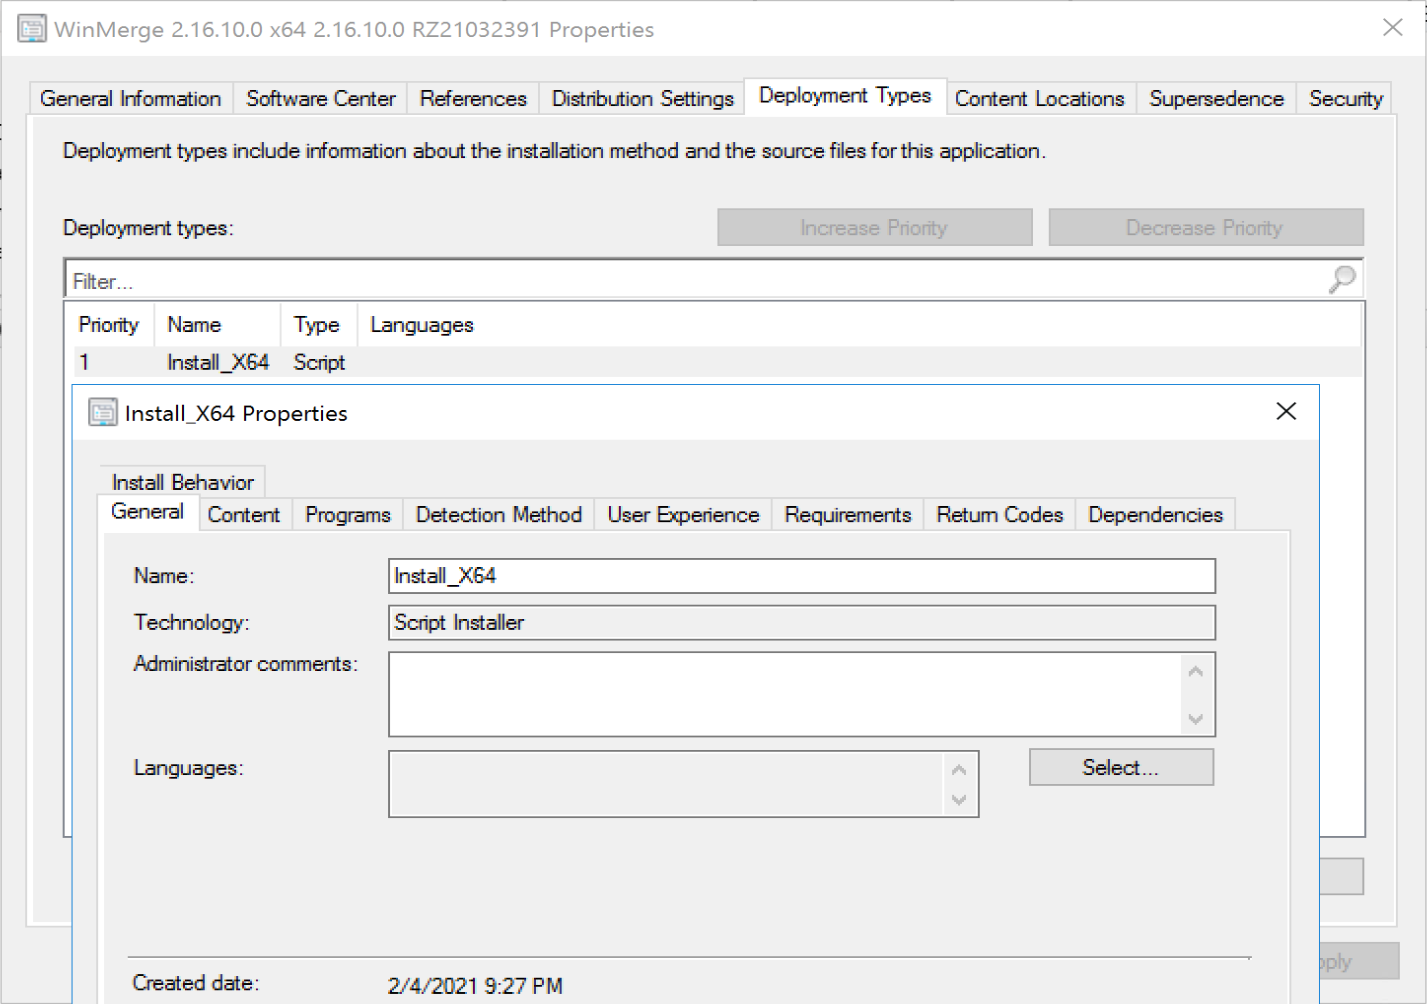 WinMerge 2.16.10.0 x64 2.16.10.0 RZ21032391 Properties
General Information Software Center References Distribution Settings Deployment Types Content Locations Supersedence Security
Deployment types include information about the installation method and the source files for this application.
Deployment types: Increase Priority Decrease Priority
Filter...
Priority Name Type Languages
1 Install_X64 Script
Install_X64 Properties
Install Behavior
General Content Programs Detection Method User Experience Requirements Return Codes Dependencies
Name: Install_X64
Technology: Script Installer
Administrator comments:
Languages: Select...
Created date: 2/4/2021 9:27 PM